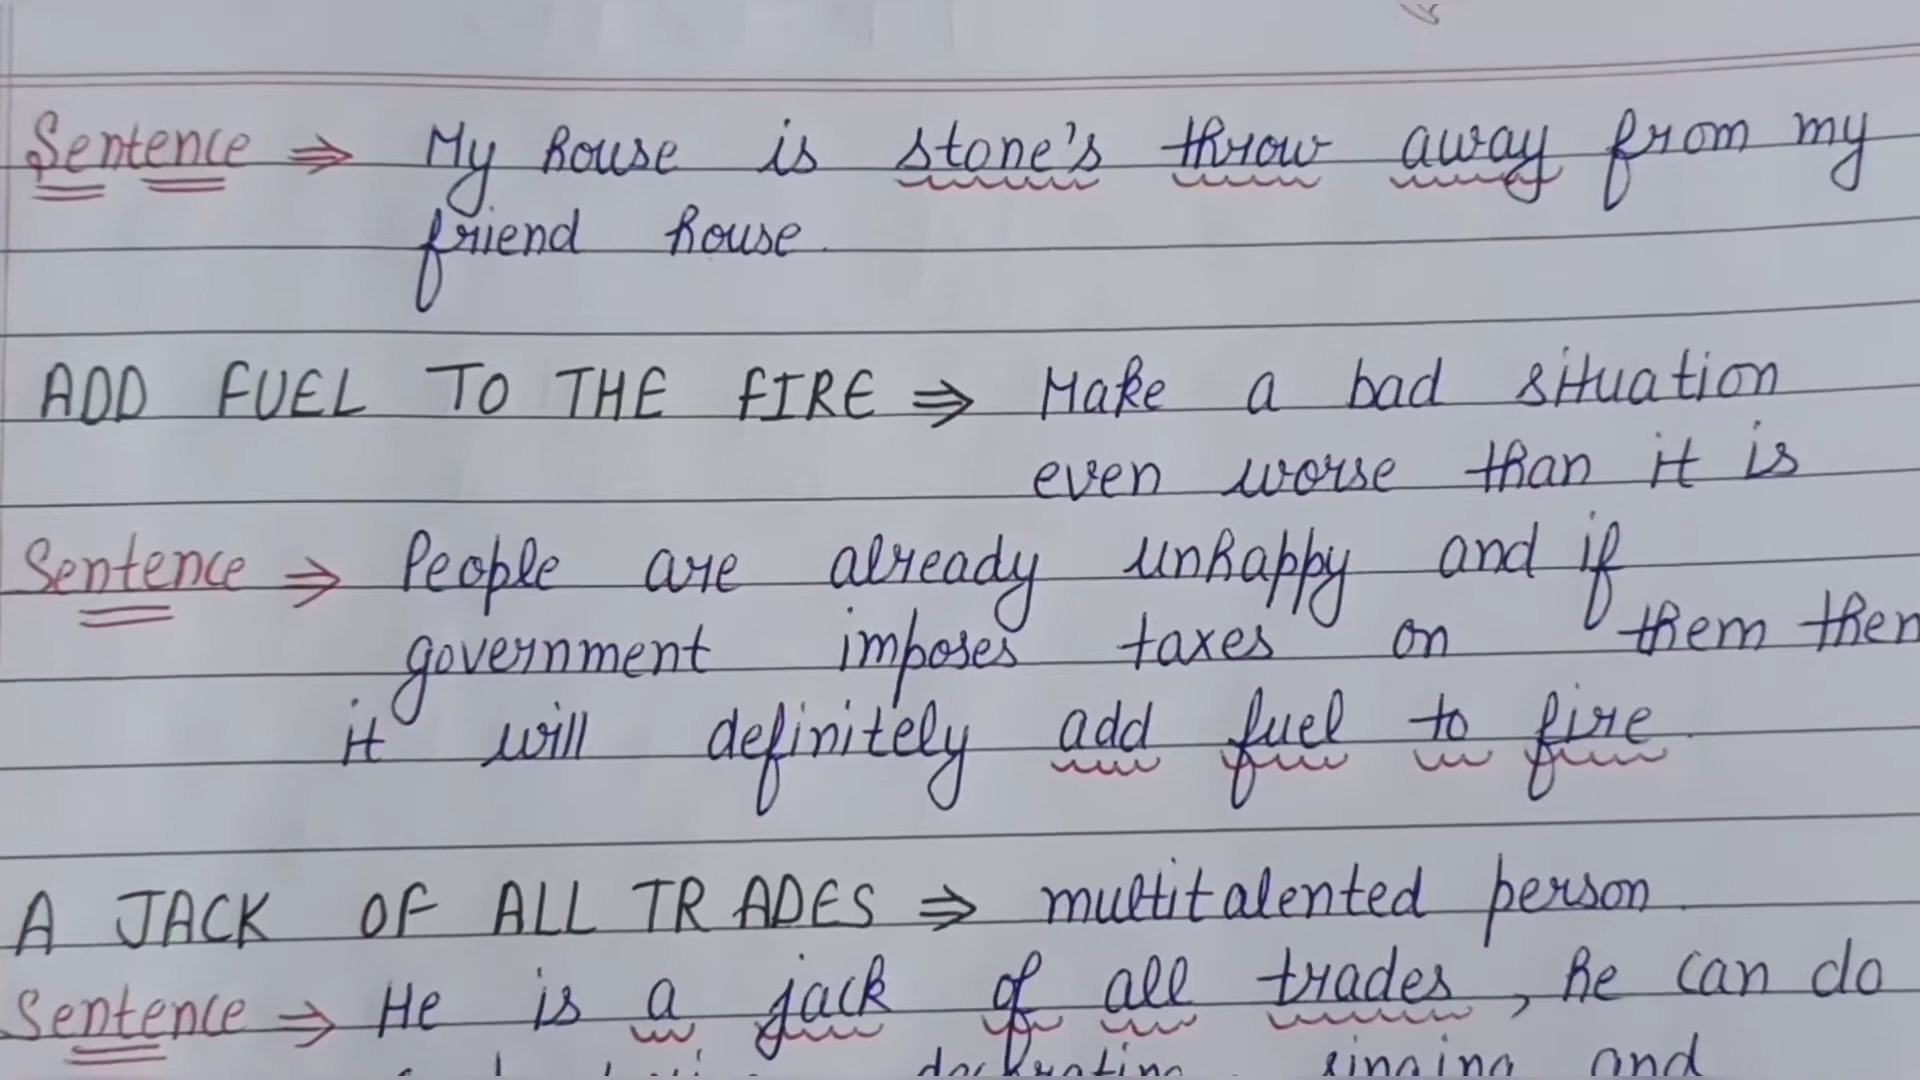 Sentence ⇒ My house is stone's throw away from my
friend house.
ADD FUEL TO THE FIRE ⇒ Make a bad situation
even worse than it is
Sentence ⇒ People are already unhappy and if
government imposes taxes on them then
it will definitely add fuel to fire.
A JACK OF ALL TRADES ⇒ multitalented person.
Sentence ⇒ He is a jack of all trades, he can do
singing and